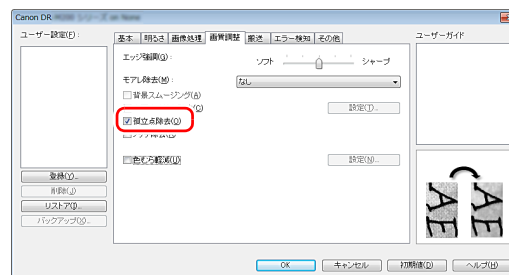 Canon DR
ユーザー設定(F):
基本 明るさ 画像処理 画質調整 搬送 エラー検知 その他
ユーザーガイド
エッジ強調(G):
ソフト
シャープ
モアレ除去(M):
なし
背景スムージング(A)
設定(T)...
孤立点除去(O)
色むら軽減(U)
設定(N)...
登録(Y)...
削除(J)
リストア(I)...
バックアップ(X)...
AE AE
OK キャンセル 初期値(D) ヘルプ(H)